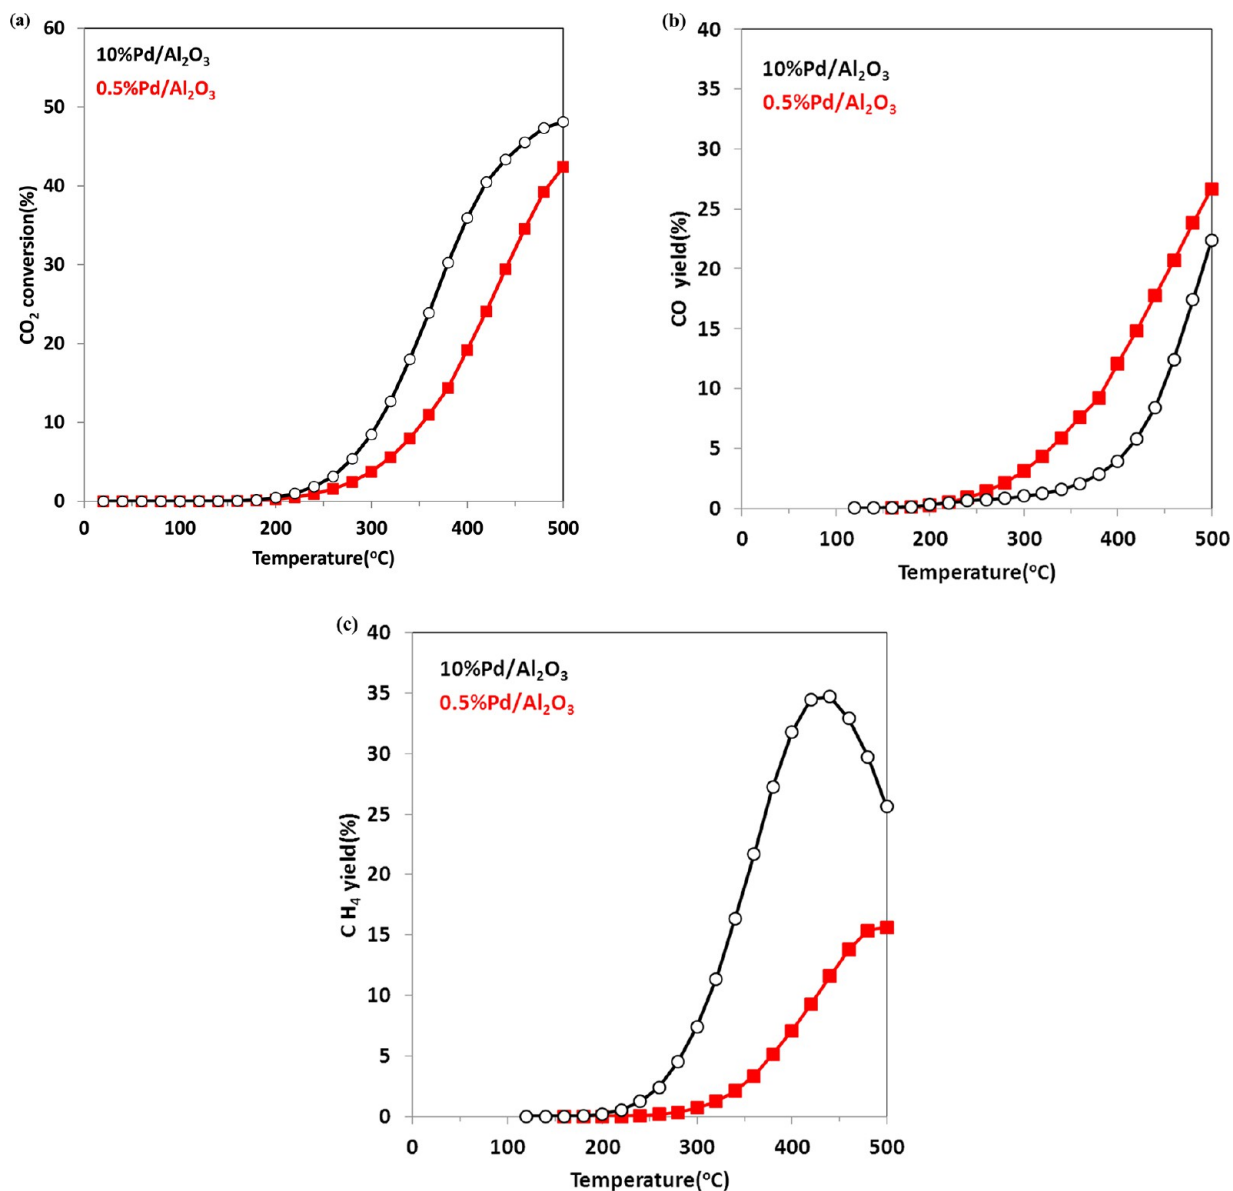 (a)
60
50
40
30
20
10
0
CO₂ conversion(%)
10%Pd/Al₂O₃
0.5%Pd/Al₂O₃
0 100 200 300 400 500
Temperature(ºC)
(b)
40
35
30
25
20
15
10
5
0
CO yield(%)
10%Pd/Al₂O₃
0.5%Pd/Al₂O₃
0 100 200 300 400 500
Temperature(ºC)
(c)
40
35
30
25
20
15
10
5
0
C H₄ yield(%)
10%Pd/Al₂O₃
0.5%Pd/Al₂O₃
0 100 200 300 400 500
Temperature(ºC)